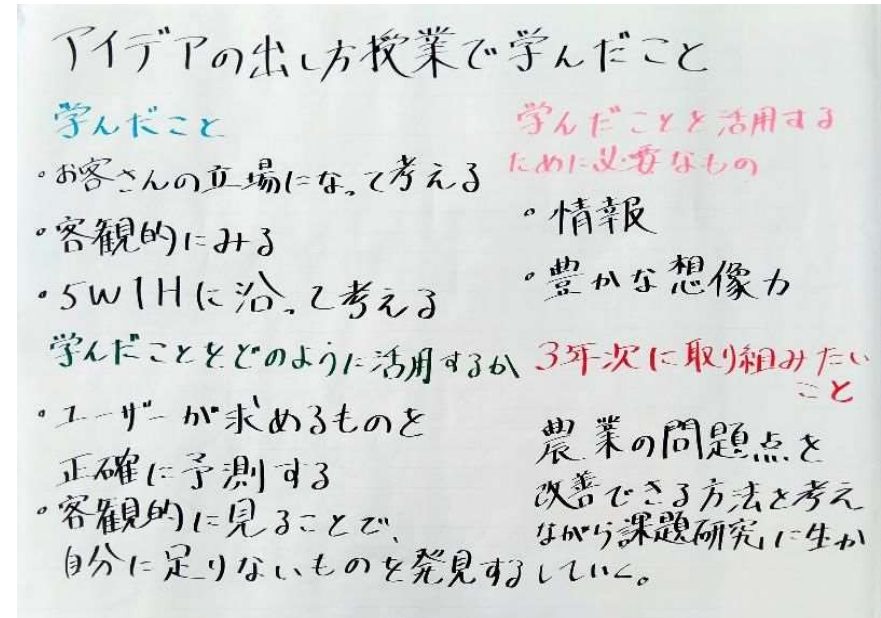 アイデアの出し方授業で学んだこと
学んだこと
・お客さんの立場になって考える
・客観的にみる
・5W1Hに沿って考える
学んだことを活用する
ために必要なもの
・情報
・豊かな想像力
学んだことをどのように活用するか
・ユーザーが求めるものを
正確に予測する
・客観的に見ることで、
自分に足りないものを発見する
3年次に取り組みたい
こと
農業の問題点を
改善できる方法を考え
ながら課題研究に生か
していく。